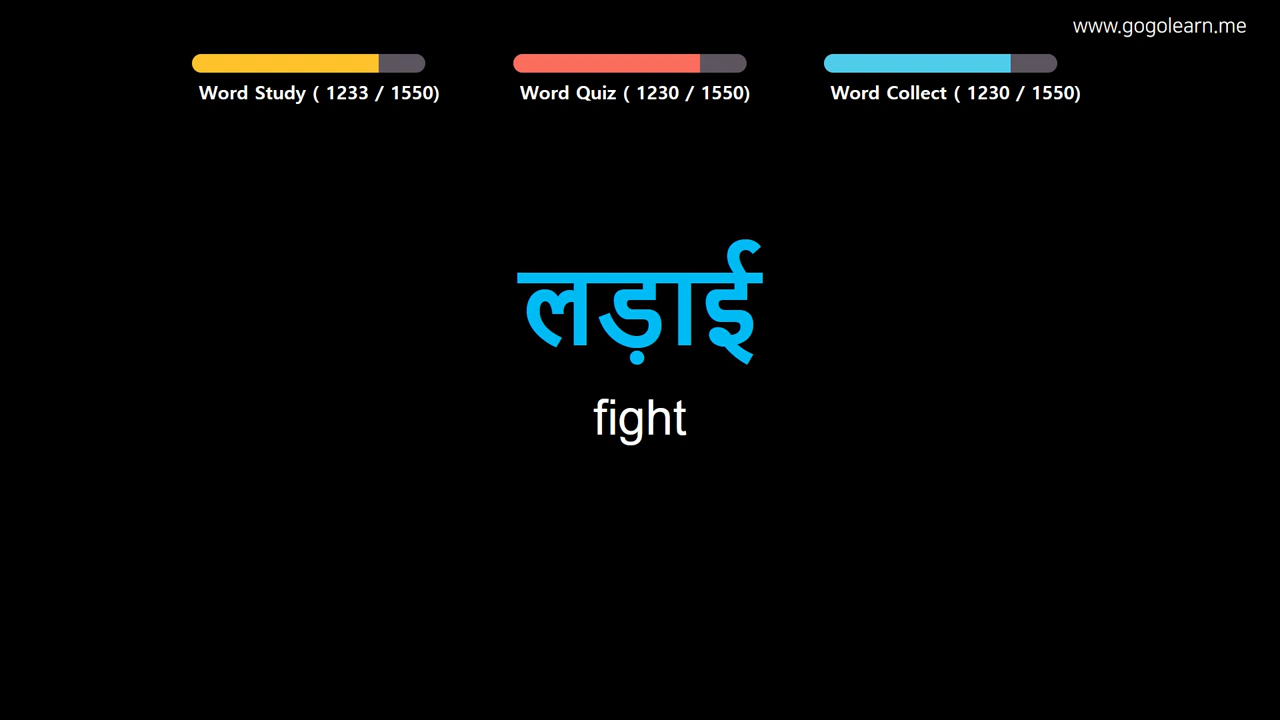 www.gogolearn.me
Word Study ( 1233 / 1550)
Word Quiz ( 1230 / 1550)
Word Collect ( 1230 / 1550)
लड़ाई
fight